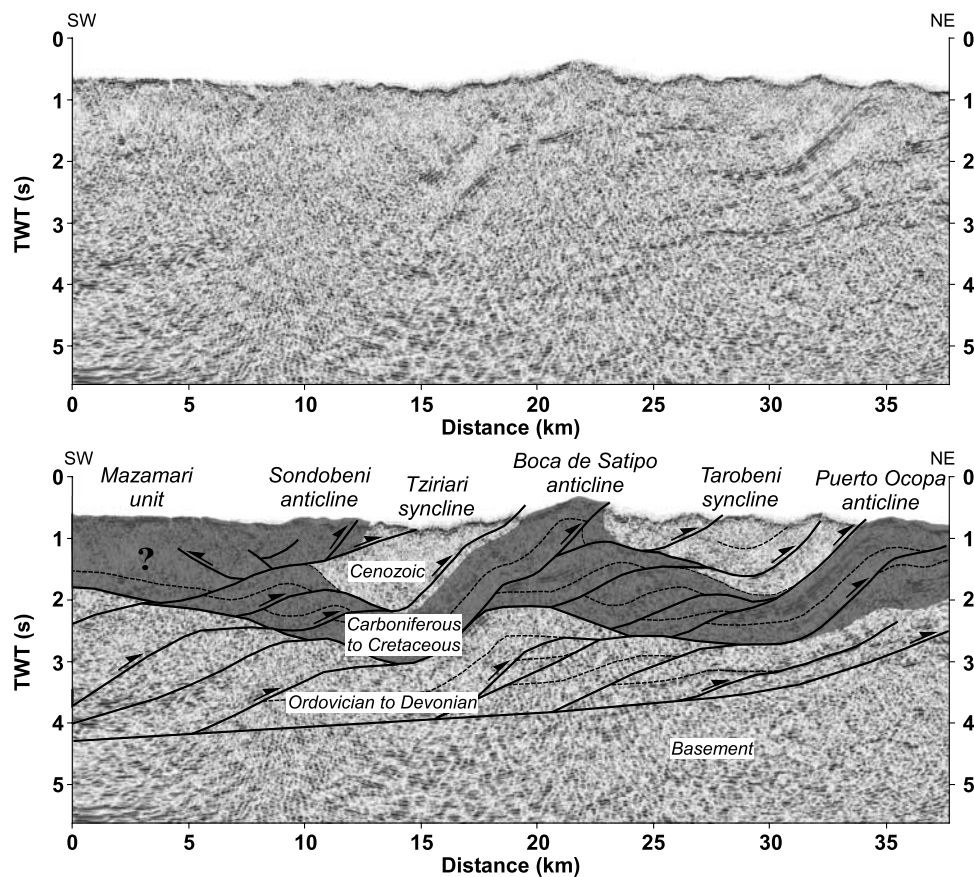 SW
NE
0
0
1
1
2
2
3
3
4
4
5
5
TWT (s)
0
5
10
15
20
25
30
35
Distance (km)
SW
NE
Mazamari
unit
Sondobeni
anticline
Tziriari
syncline
Boca de Satipo
anticline
Tarobeni
syncline
Puerto Ocopa
anticline
0
0
1
1
2
2
3
3
4
4
5
5
TWT (s)
?
Cenozoic
Carboniferous
to Cretaceous
Ordovician to Devonian
Basement
0
5
10
15
20
25
30
35
Distance (km)